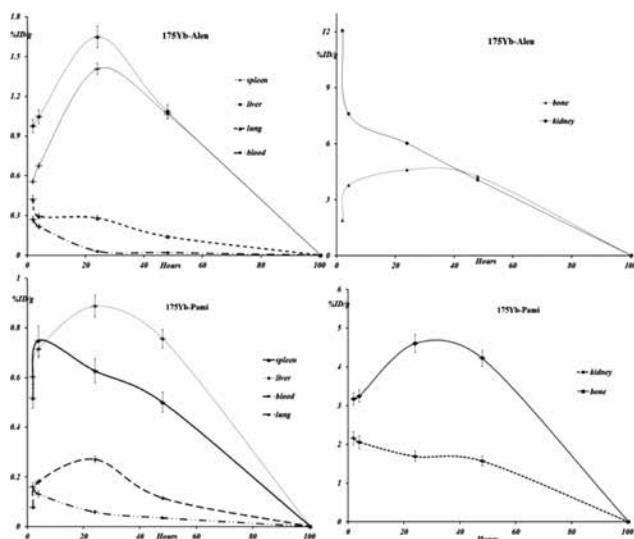 1.8
%ID/g
1.5
1.2
0.9
0.6
0.3
0
175Yb-Alen
spleen
liver
lung
blood
0 20 40 60 80 100
Hours
12
%ID/g
9
6
3
0
175Yb-Alen
bone
kidney
0 20 40 60 80 100
Hours
1
%ID/g
0.8
0.6
0.4
0.2
0
175Yb-Pami
spleen
liver
blood
lung
0 20 40 60 80 100
Hours
6
%ID/g
5
4
3
2
1
0
175Yb-Pami
kidney
bone
0 20 40 60 80 100
Hours